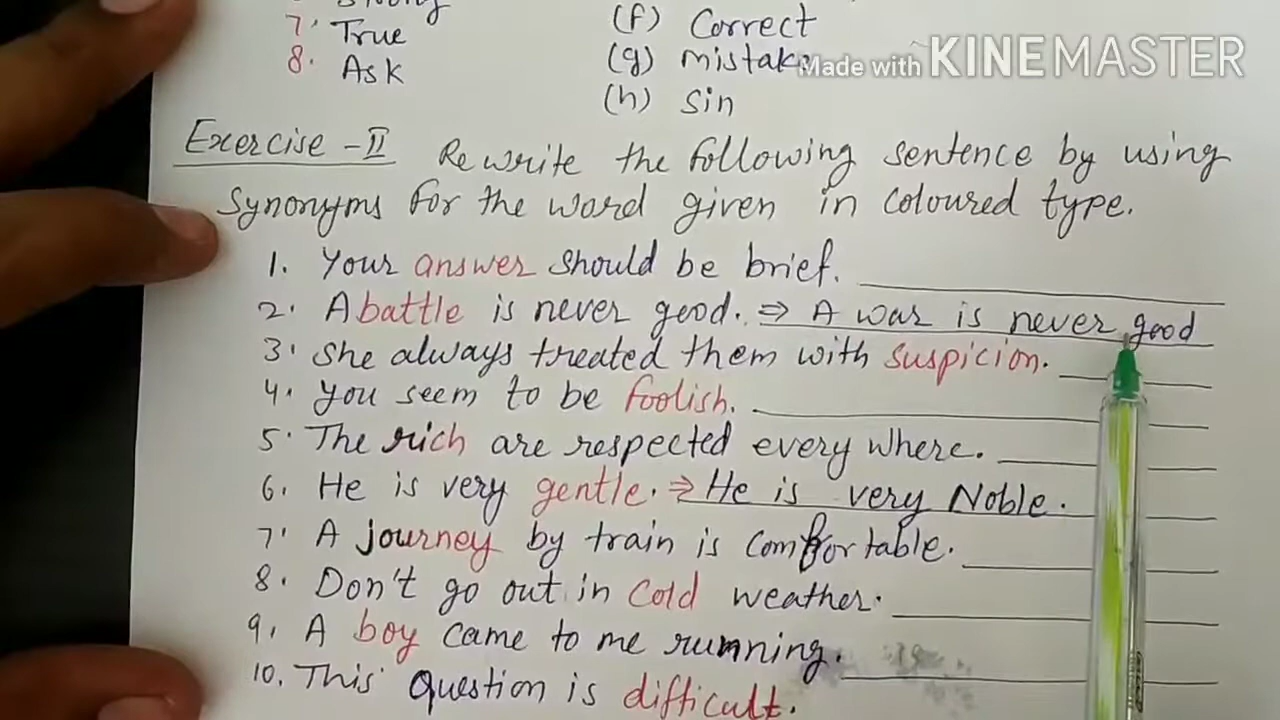 7. True
8. Ask
(f) Correct
(g) mistake
(h) Sin
Made with KINEMASTER
Exercise - II Rewrite the following sentence by using
Synonyms for the word given in coloured type.
1. Your answer should be brief.
2. A battle is never good. ⇒ A war is never good
3. She always treated them with suspicion.
4. You seem to be foolish.
5. The rich are respected every where.
6. He is very gentle. ⇒ He is very Noble.
7. A journey by train is comfortable.
8. Don't go out in cold weather.
9. A boy came to me running.
10. This Question is difficult.